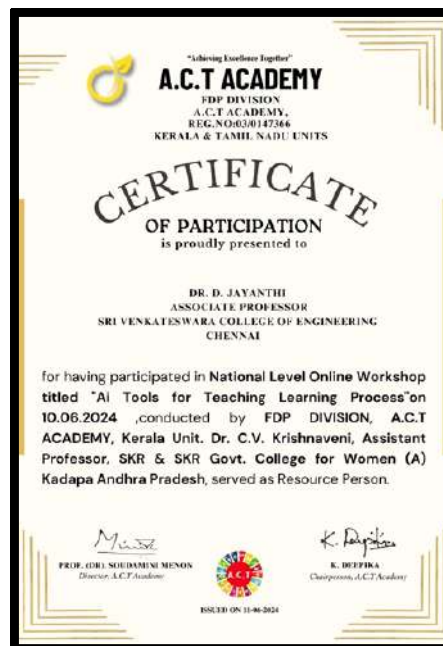 "Achieving Excellence Together"
A.C.T ACADEMY
FDP DIVISION
A.C.T ACADEMY,
REG.NO:03/0147366
KERALA & TAMIL NADU UNITS
CERTIFICATE
OF PARTICIPATION
is proudly presented to
DR. D. JAYANTHI
ASSOCIATE PROFESSOR
SRI VENKATESWARA COLLEGE OF ENGINEERING
CHENNAI
for having participated in National Level Online Workshop
titled "Ai Tools for Teaching Learning Process"on
10.06.2024 ,conducted by FDP DIVISION, A.C.T
ACADEMY, Kerala Unit. Dr. C.V. Krishnaveni, Assistant
Professor, SKR & SKR Govt. College for Women (A)
Kadapa Andhra Pradesh, served as Resource Person.
K. Deepika
PROF. (DR). SOUDAMINI MENON
Director, A.C.T Academy
A.C.T
K. DEEPIKA
Chairperson, A.C.T Academy
ISSUED ON 11-06-2024